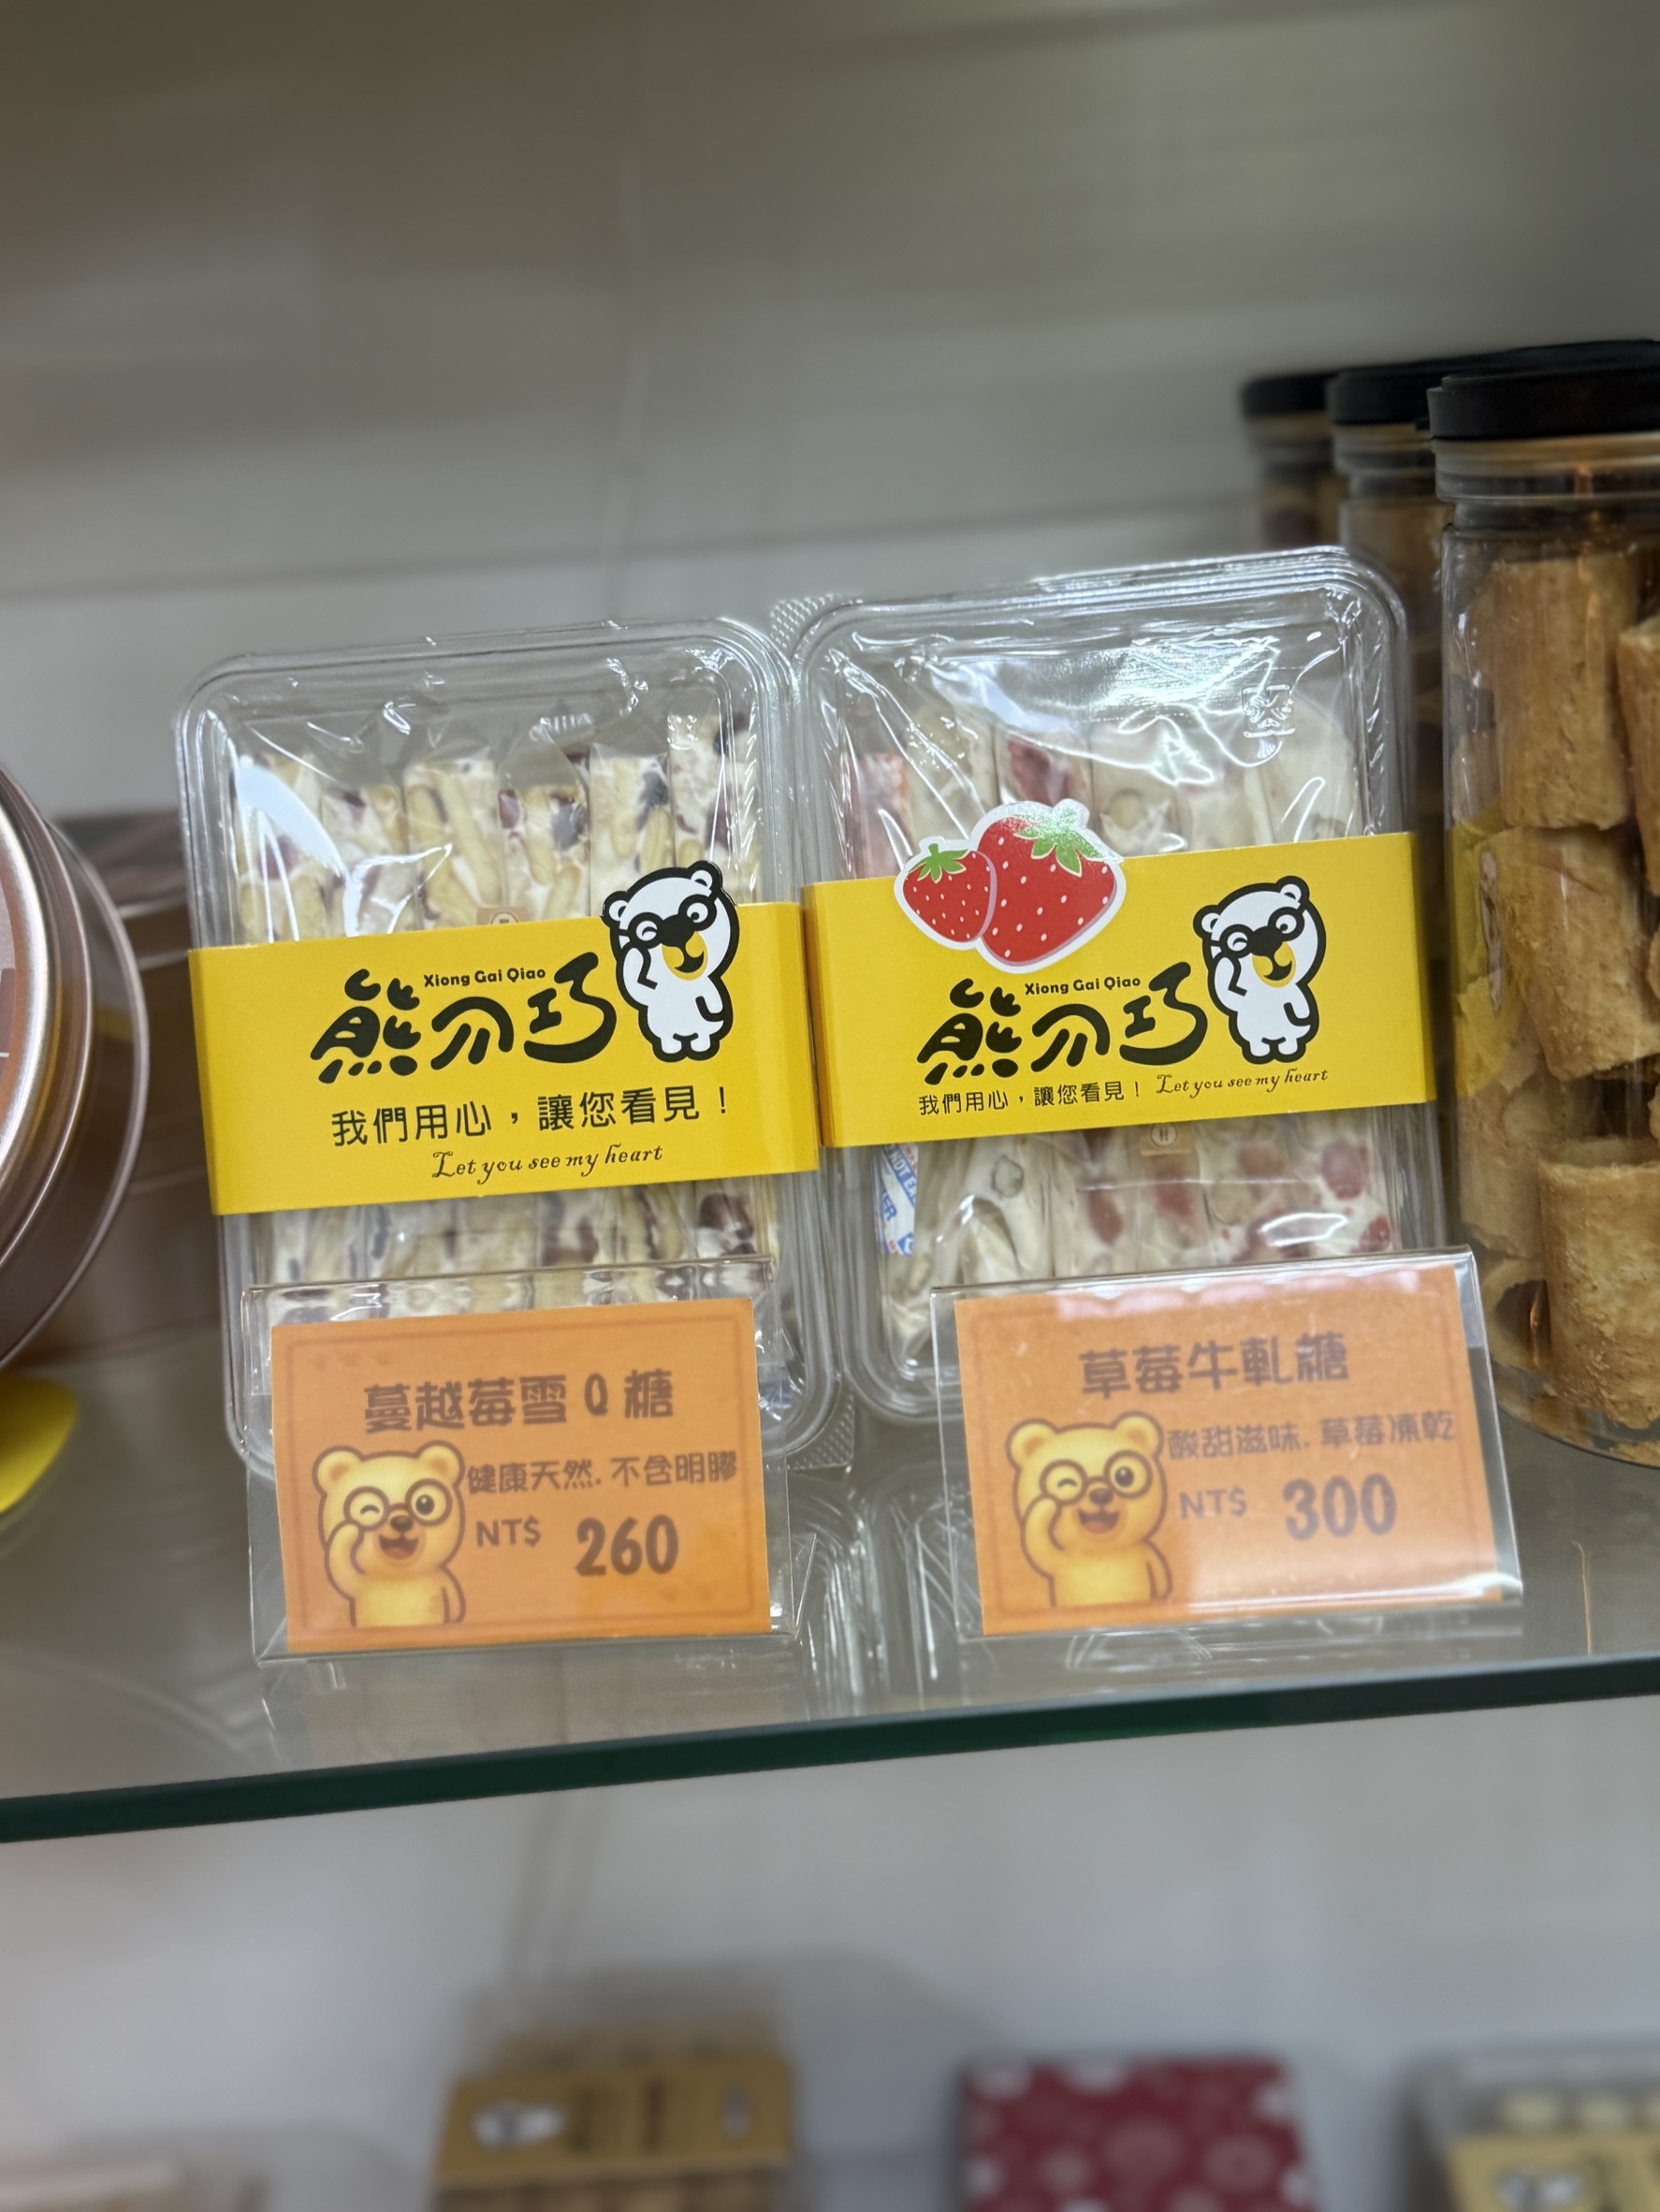 Xiong Gai Qiao
熊勿巧
我們用心，讓您看見！
Let you see my heart
Xiong Gai Qiao
熊勿巧
我們用心，讓您看見！ Let you see my heart
蔓越莓雪Q糖
健康天然.不含明膠
NT$ 260
草莓牛軋糖
酸甜滋味.草莓凍乾
NT$ 300